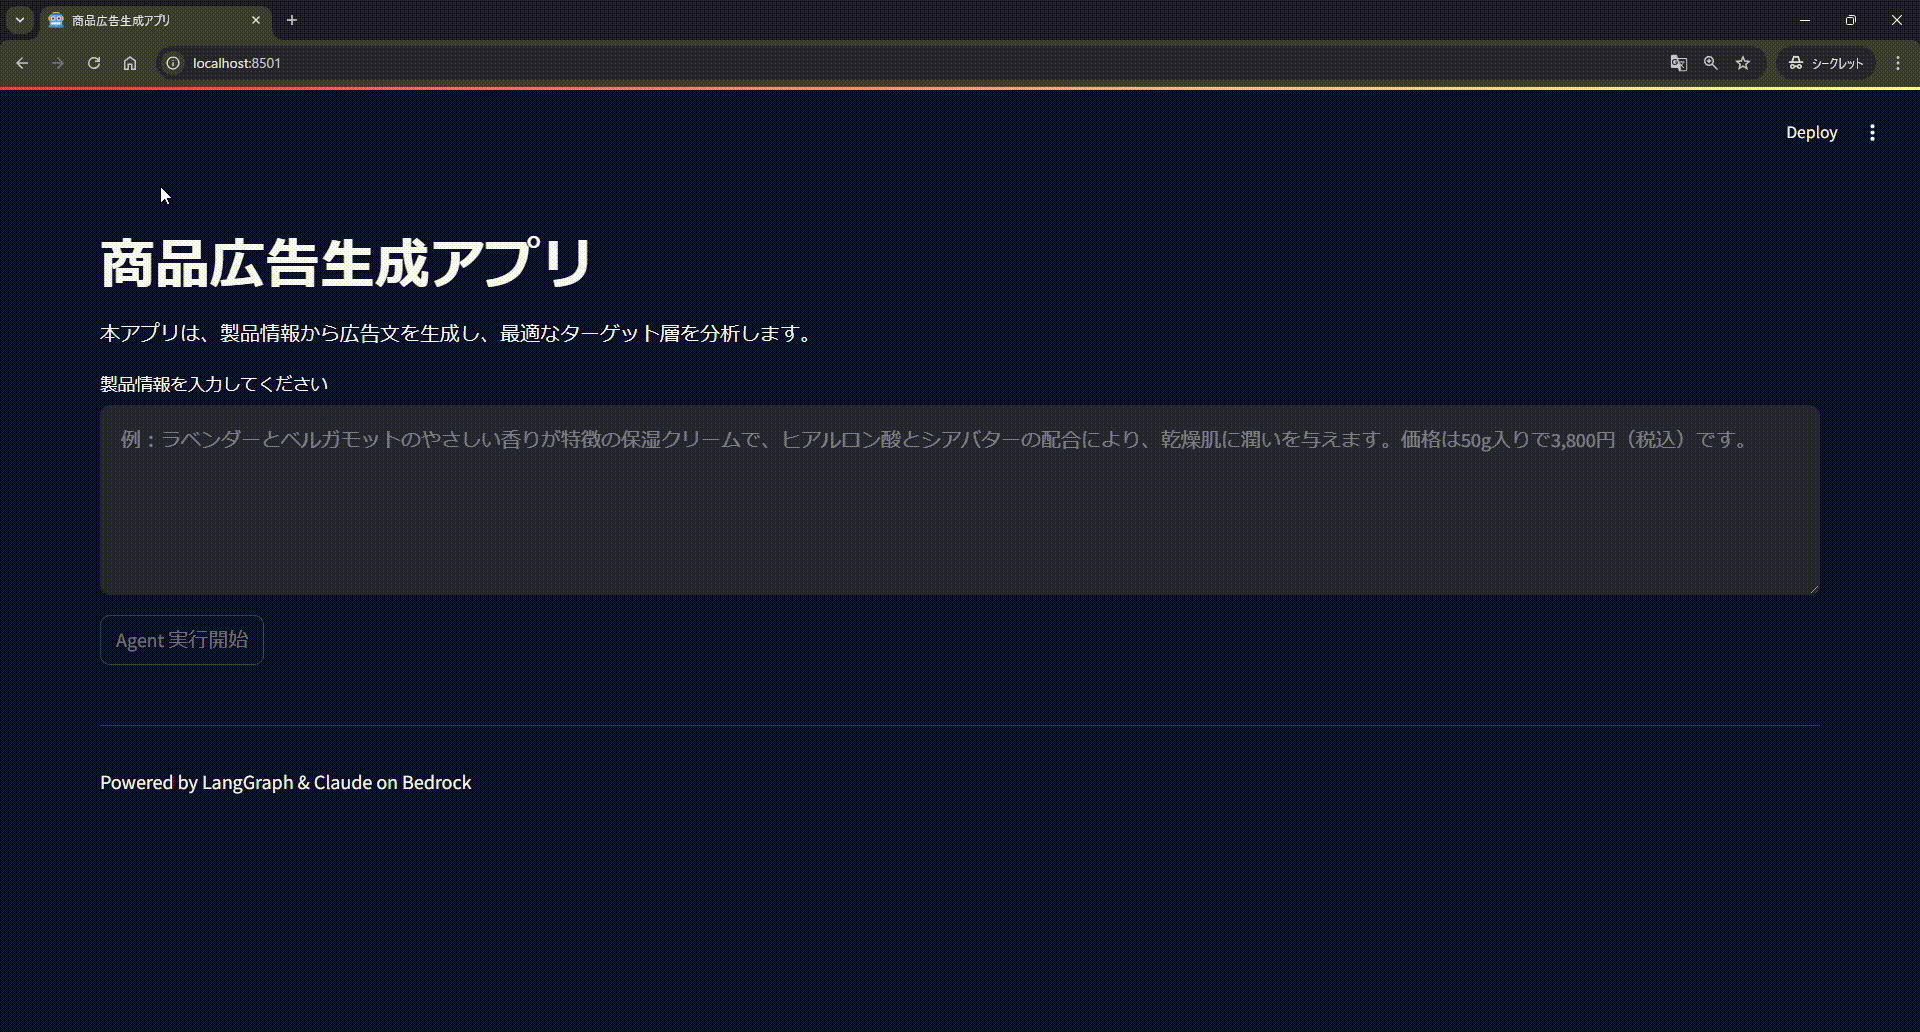 商品広告生成アプリ
localhost:8501
シークレット
Deploy
商品広告生成アプリ
本アプリは、製品情報から広告文を生成し、最適なターゲット層を分析します。
製品情報を入力してください
例：ラベンダーとベルガモットのやさしい香りが特徴の保湿クリームで、ヒアルロン酸とシアバターの配合により、乾燥肌に潤いを与えます。価格は50g入りで3,800円（税込）です。
Agent 実行開始
Powered by LangGraph & Claude on Bedrock